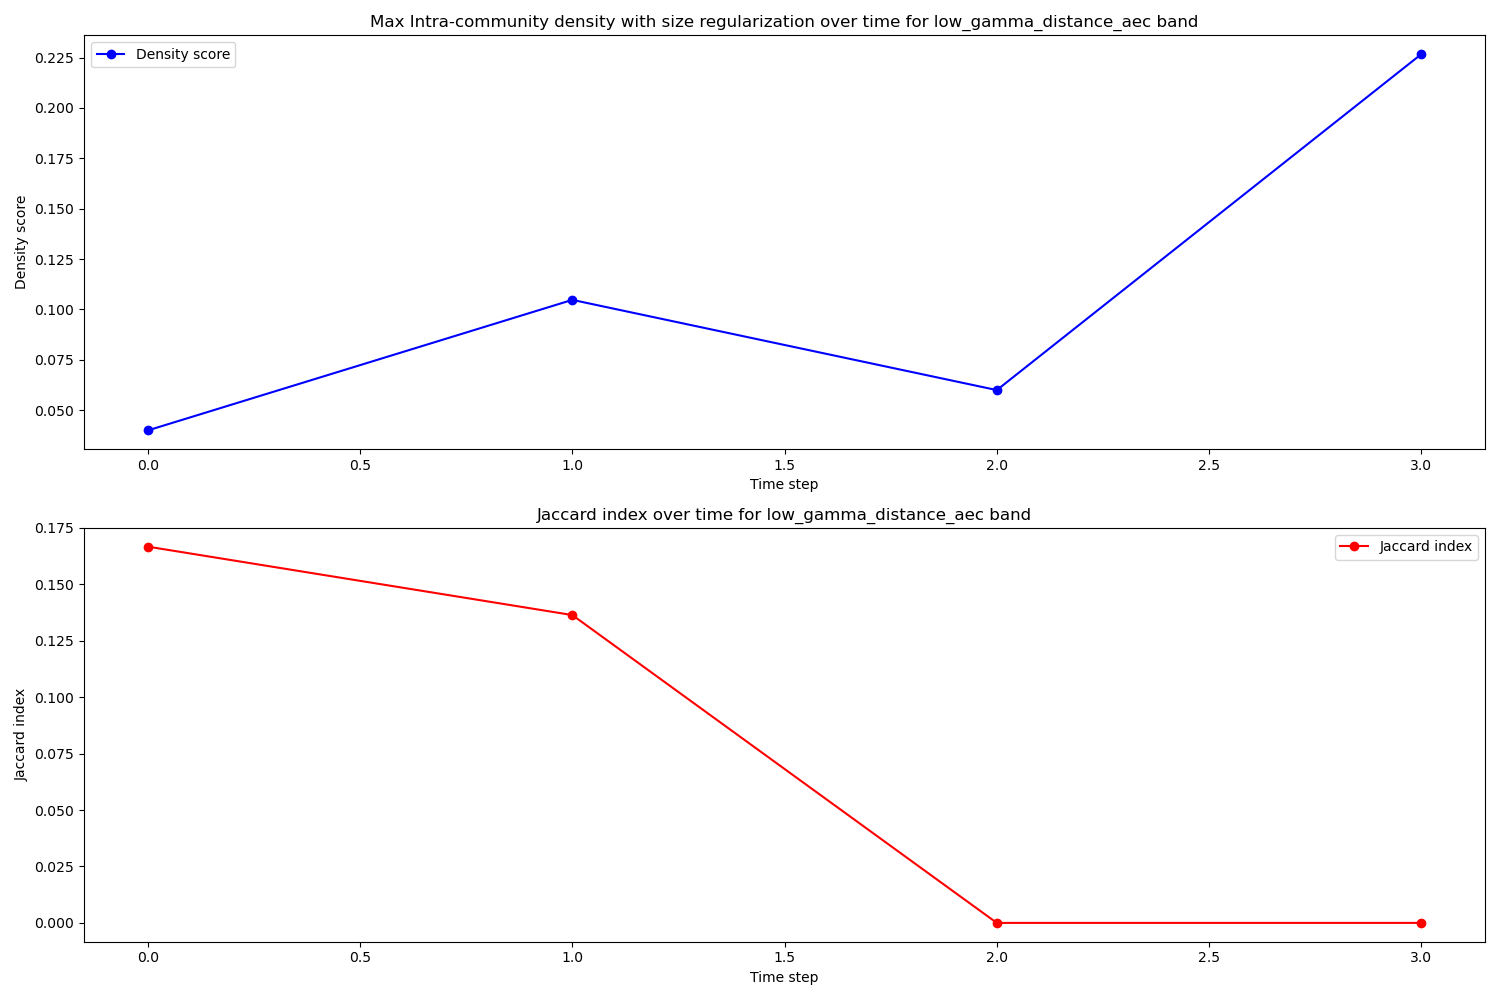 Max Intra-community density with size regularization over time for low_gamma_distance_aec band
Density score
0.225
0.200
0.175
0.150
0.125
0.100
0.075
0.050
Density score
0.0 0.5 1.0 1.5 2.0 2.5 3.0
Time step
Jaccard index over time for low_gamma_distance_aec band
Jaccard index
0.175
0.150
0.125
0.100
0.075
0.050
0.025
0.000
Jaccard index
0.0 0.5 1.0 1.5 2.0 2.5 3.0
Time step